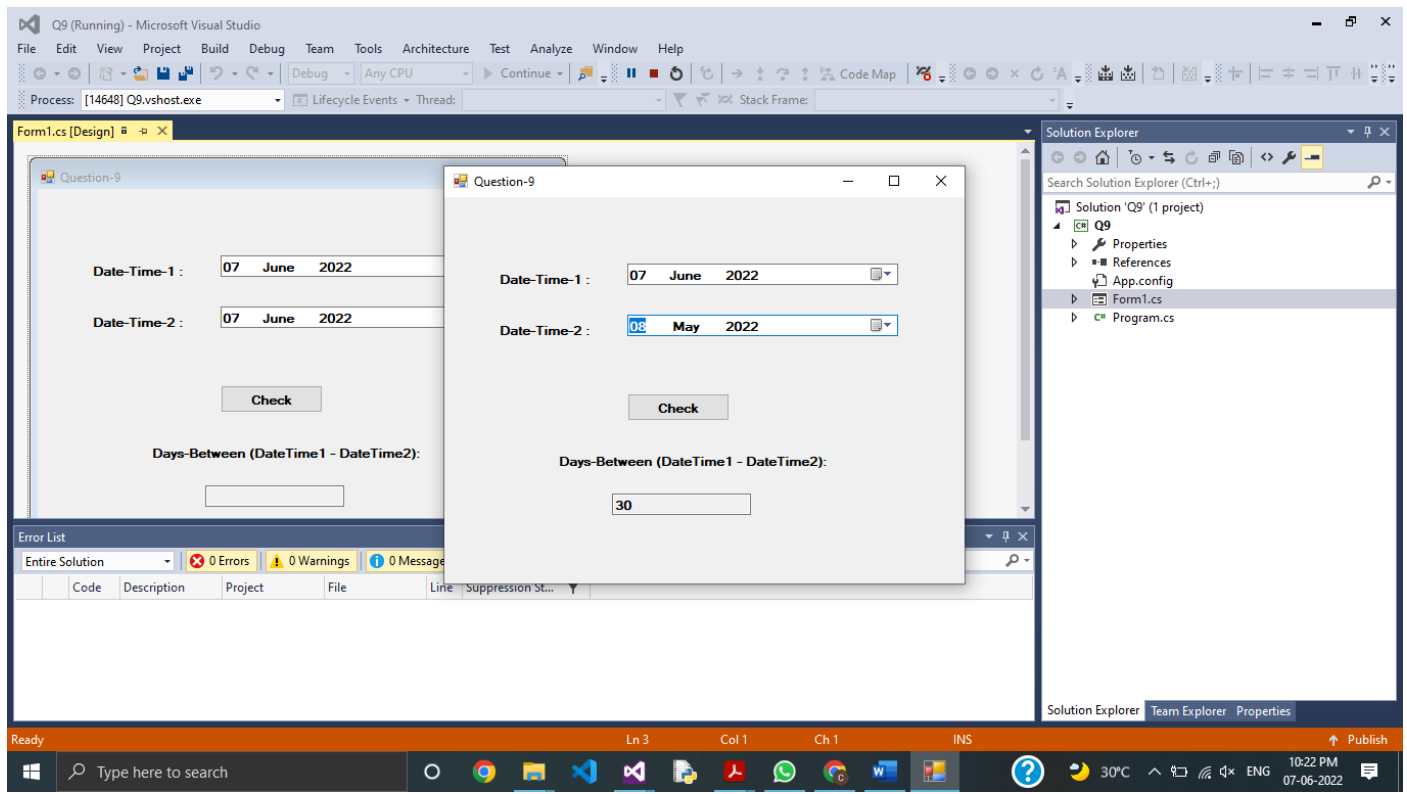 Q9 (Running) - Microsoft Visual Studio
File Edit View Project Build Debug Team Tools Architecture Test Analyze Window Help
Debug Any CPU Continue Code Map
Process: [14648] Q9.vshost.exe Lifecycle Events Thread: Stack Frame:
Form1.cs [Design]
Question-9
Date-Time-1 : 07 June 2022
Date-Time-2 : 07 June 2022
Check
Days-Between (DateTime1 - DateTime2):
Question-9
Date-Time-1 : 07 June 2022
Date-Time-2 : 08 May 2022
Check
Days-Between (DateTime1 - DateTime2):
30
Solution Explorer
Search Solution Explorer (Ctrl+;)
Solution 'Q9' (1 project)
C# Q9
Properties
References
App.config
Form1.cs
C# Program.cs
Error List
Entire Solution 0 Errors 0 Warnings 0 Message
Code Description Project File Line Suppression St...
Solution Explorer Team Explorer Properties
Ready Ln 3 Col 1 Ch 1 INS Publish
Type here to search 30°C ENG 10:22 PM
07-06-2022